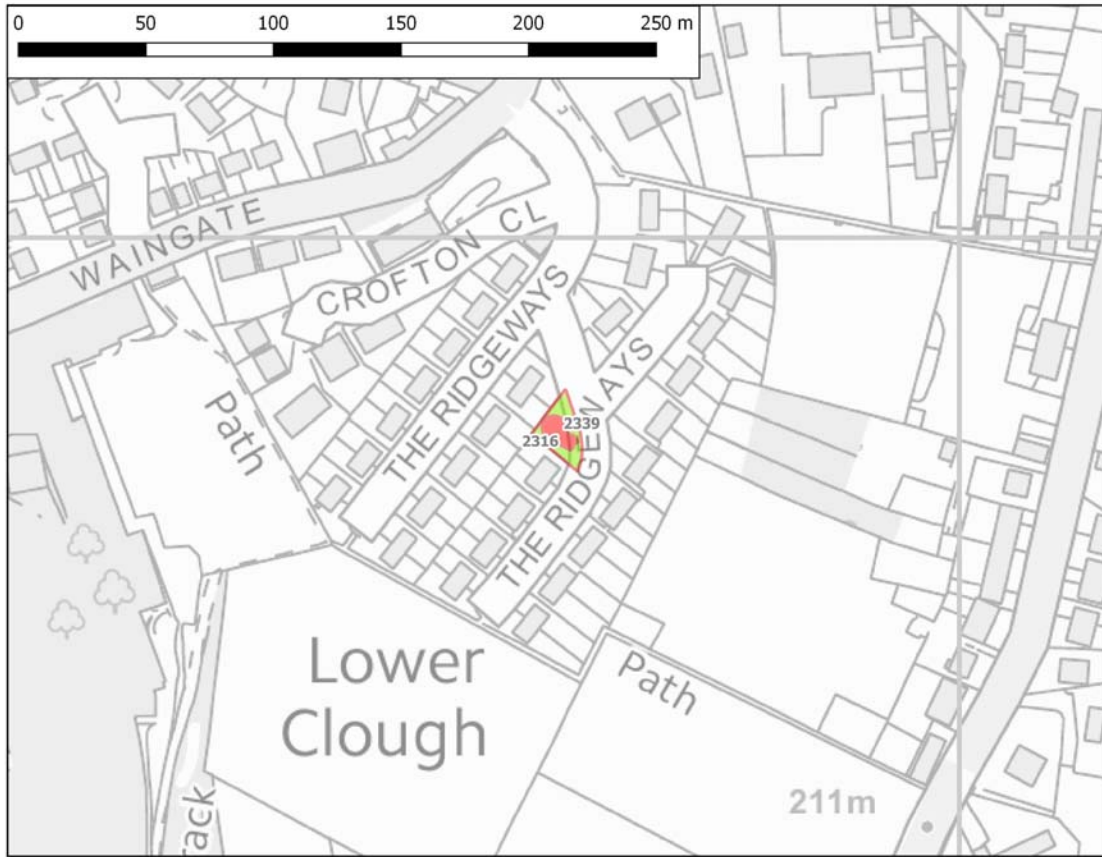 0 50 100 150 200 250 m
WAINGATE
CROFTON CL
THE RIDGEWAYS
THE RIDGEWAYS
Path
2339
2316
Lower
Clough
Path
211m
rack